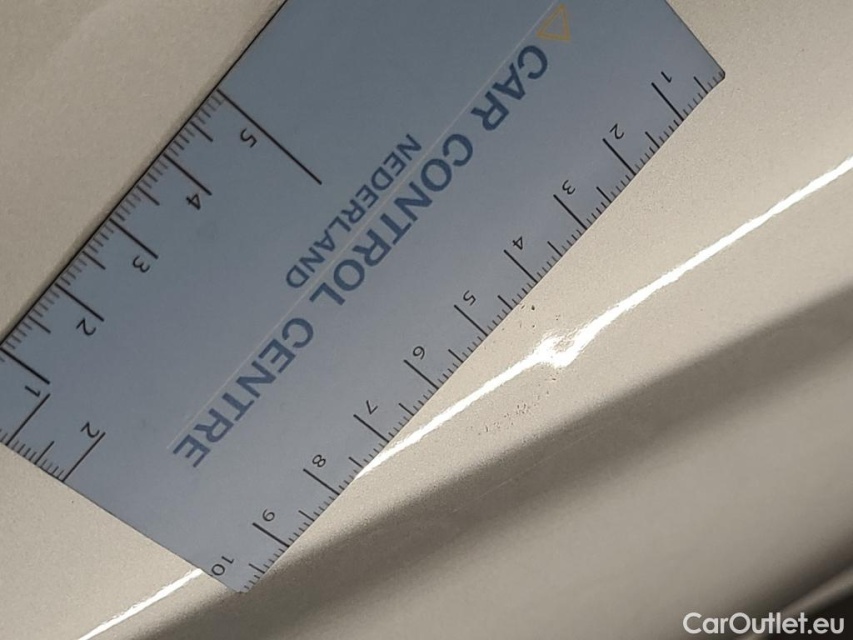 CAR CONTROL CENTRE
NEDERLAND
1 2 3 4 5 6 7 8 9 10
5 4 3 2 1
2
CarOutlet.eu